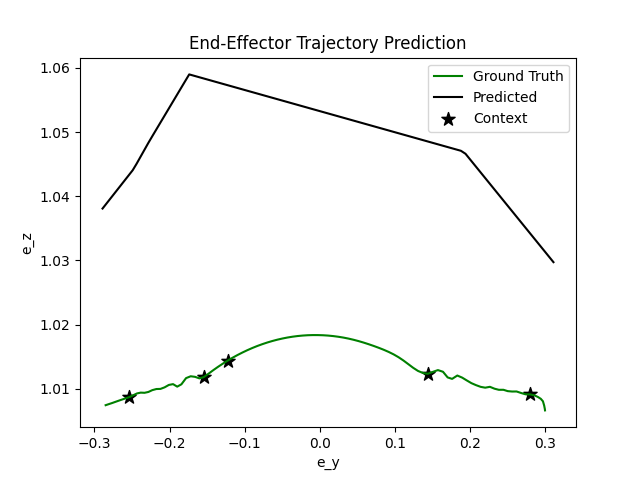 End-Effector Trajectory Prediction
Ground Truth
Predicted
Context
1.06
1.05
1.04
1.03
1.02
1.01
e_z
−0.3 −0.2 −0.1 0.0 0.1 0.2 0.3
e_y